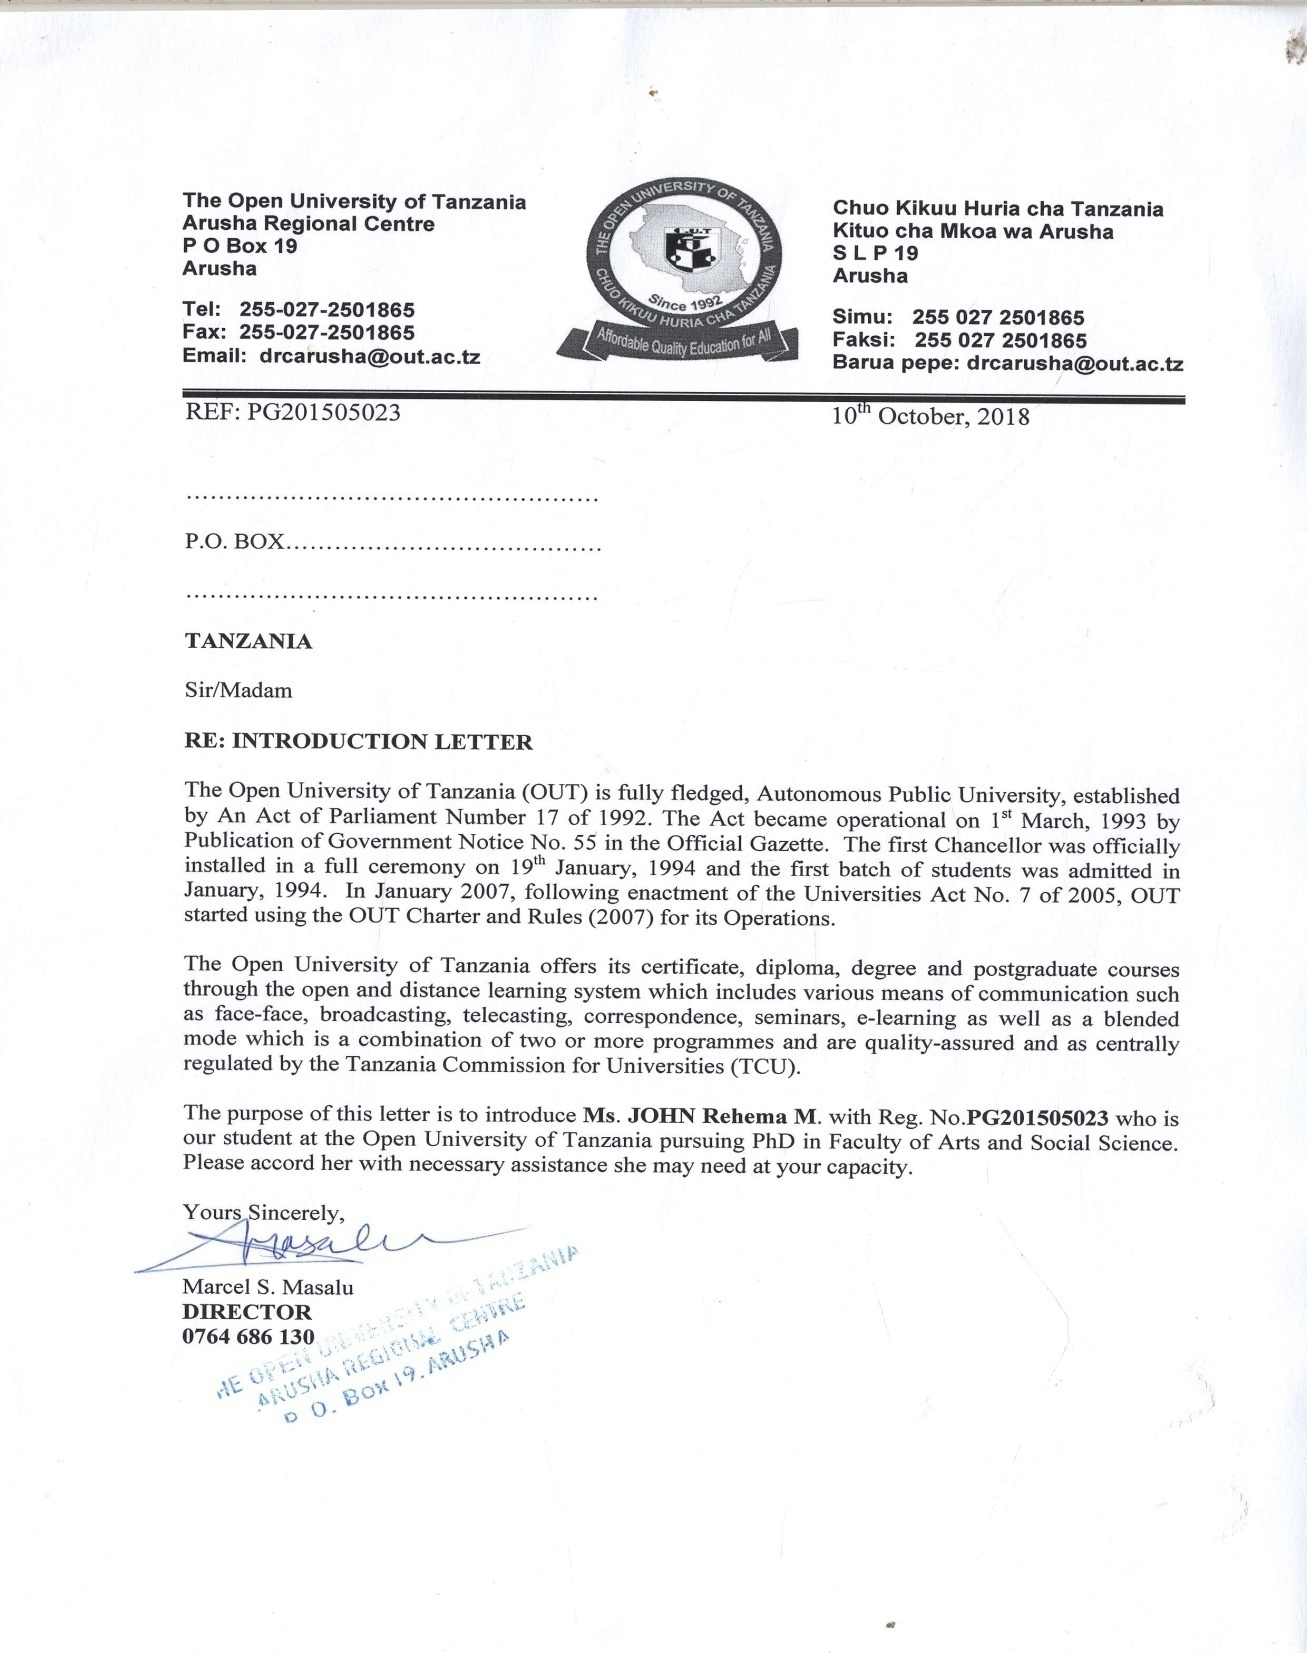 The Open University of Tanzania
Arusha Regional Centre
P O Box 19
Arusha
Tel: 255-027-2501865
Fax: 255-027-2501865
Email: drcarusha@out.ac.tz
THE OPEN UNIVERSITY OF TANZANIA
O.U.T
Since 1992
CHUO KIKUU HURIA CHA TANZANIA
Affordable Quality Education for All
Chuo Kikuu Huria cha Tanzania
Kituo cha Mkoa wa Arusha
S L P 19
Arusha
Simu: 255 027 2501865
Faksi: 255 027 2501865
Barua pepe: drcarusha@out.ac.tz
REF: PG201505023
10th October, 2018
....................................................
P.O. BOX........................................
....................................................
TANZANIA
Sir/Madam
RE: INTRODUCTION LETTER
The Open University of Tanzania (OUT) is fully fledged, Autonomous Public University, established
by An Act of Parliament Number 17 of 1992. The Act became operational on 1st March, 1993 by
Publication of Government Notice No. 55 in the Official Gazette. The first Chancellor was officially
installed in a full ceremony on 19th January, 1994 and the first batch of students was admitted in
January, 1994. In January 2007, following enactment of the Universities Act No. 7 of 2005, OUT
started using the OUT Charter and Rules (2007) for its Operations.
The Open University of Tanzania offers its certificate, diploma, degree and postgraduate courses
through the open and distance learning system which includes various means of communication such
as face-face, broadcasting, telecasting, correspondence, seminars, e-learning as well as a blended
mode which is a combination of two or more programmes and are quality-assured and as centrally
regulated by the Tanzania Commission for Universities (TCU).
The purpose of this letter is to introduce Ms. JOHN Rehema M. with Reg. No.PG201505023 who is
our student at the Open University of Tanzania pursuing PhD in Faculty of Arts and Social Science.
Please accord her with necessary assistance she may need at your capacity.
Yours Sincerely,
Marcel S. Masalu
DIRECTOR
0764 686 130
HE OPEN UNIVERSITY OF TANZANIA
ARUSHA REGIONAL CENTRE
P O. Box 19. ARUSHA